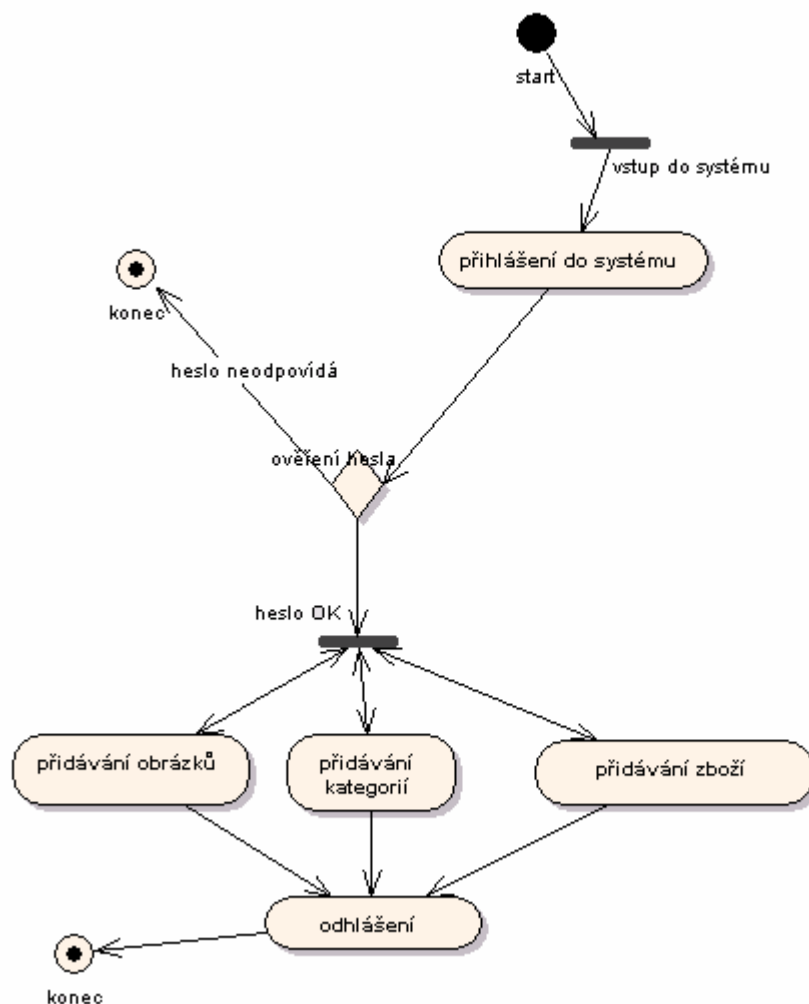 start
vstup do systému
přihlášení do systému
konec
heslo neodpovídá
ověření hesla
heslo OK
přidávání obrázků
přidávání
kategorií
přidávání zboží
odhlášení
konec